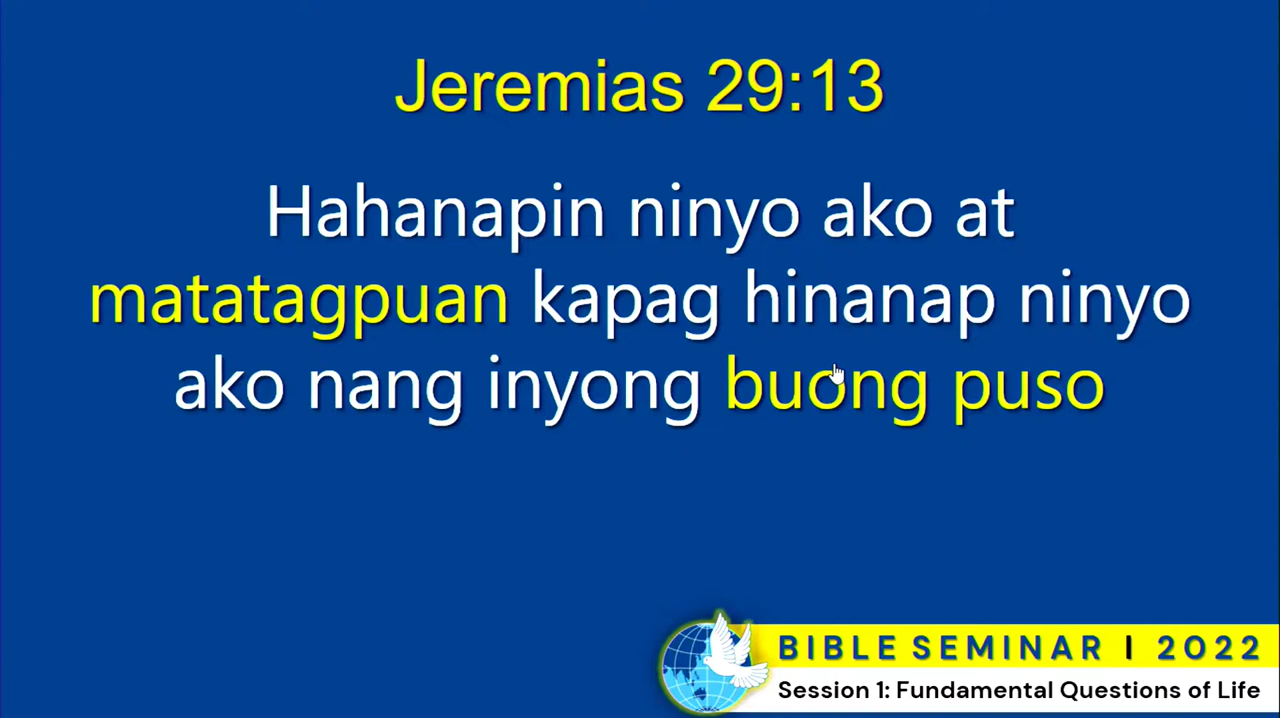 Jeremias 29:13
Hahanapin ninyo ako at
matatagpuan kapag hinanap ninyo
ako nang inyong buong puso
BIBLE SEMINAR | 2022
Session 1: Fundamental Questions of Life